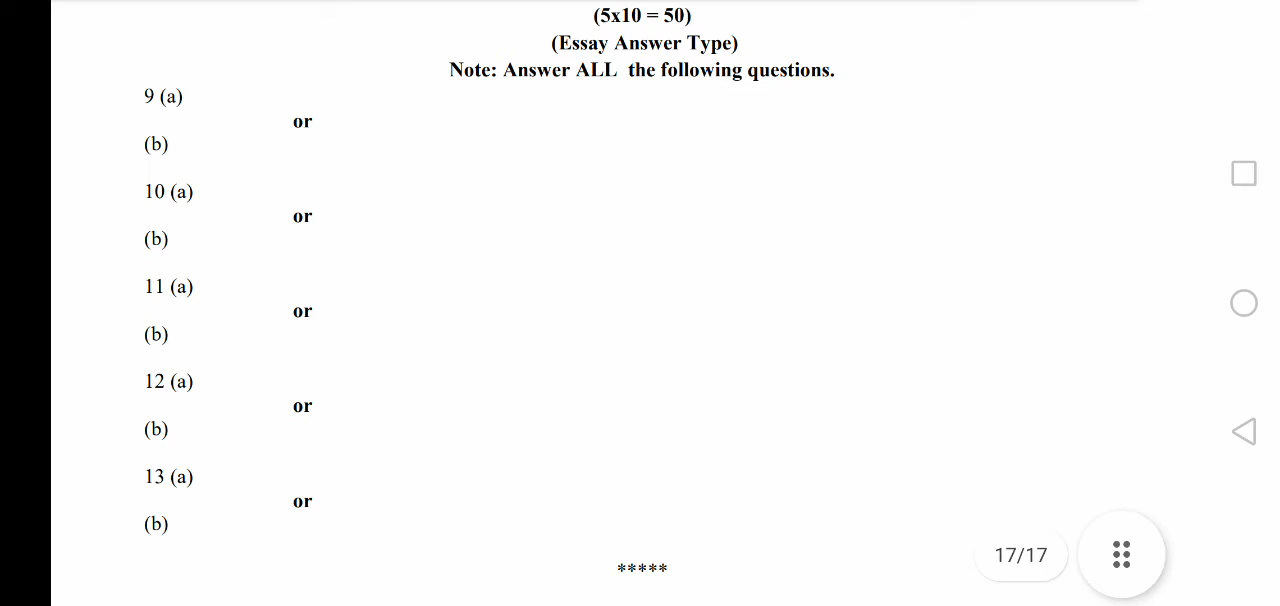 (5x10 = 50)
(Essay Answer Type)
Note: Answer ALL the following questions.
9 (a)
or
(b)
10 (a)
or
(b)
11 (a)
or
(b)
12 (a)
or
(b)
13 (a)
or
(b)
*****
17/17